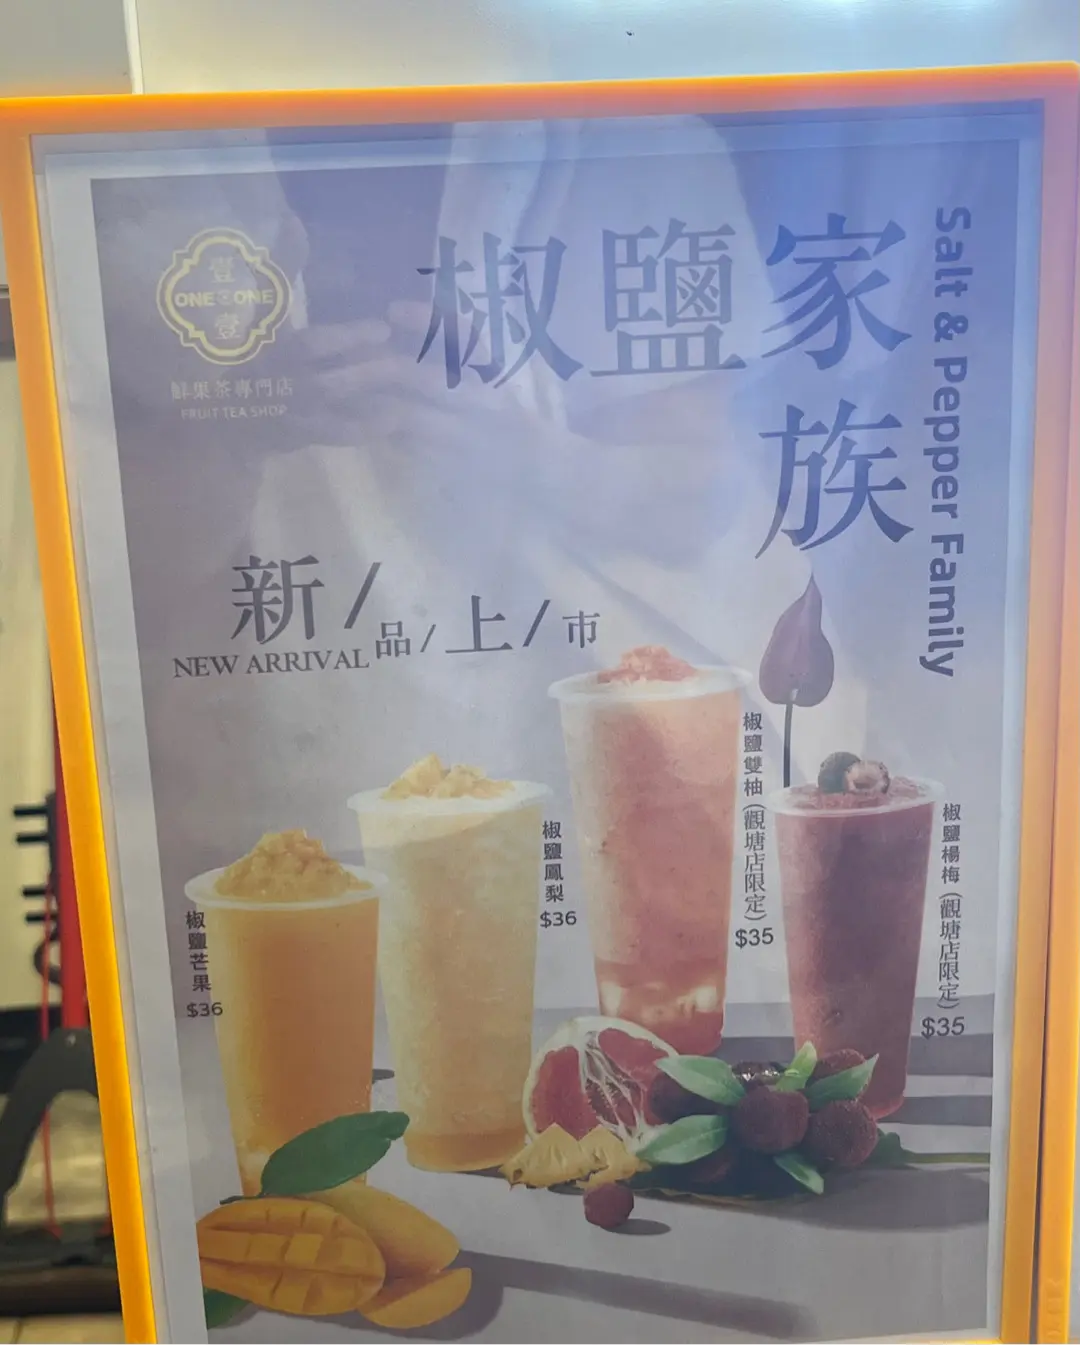 壹
ONE ONE
壹
鮮果茶專門店
FRUIT TEA SHOP
椒鹽家
族
Salt & Pepper Family
新/品/上/市
NEW ARRIVAL
椒鹽芒果
$36
椒鹽鳳梨
$36
椒鹽雙柚(觀塘店限定)
$35
椒鹽楊梅(觀塘店限定)
$35